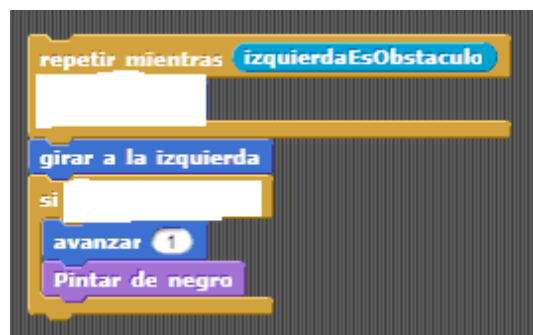 repetir mientras izquierdaEsObstaculo
girar a la izquierda
si
avanzar 1
Pintar de negro